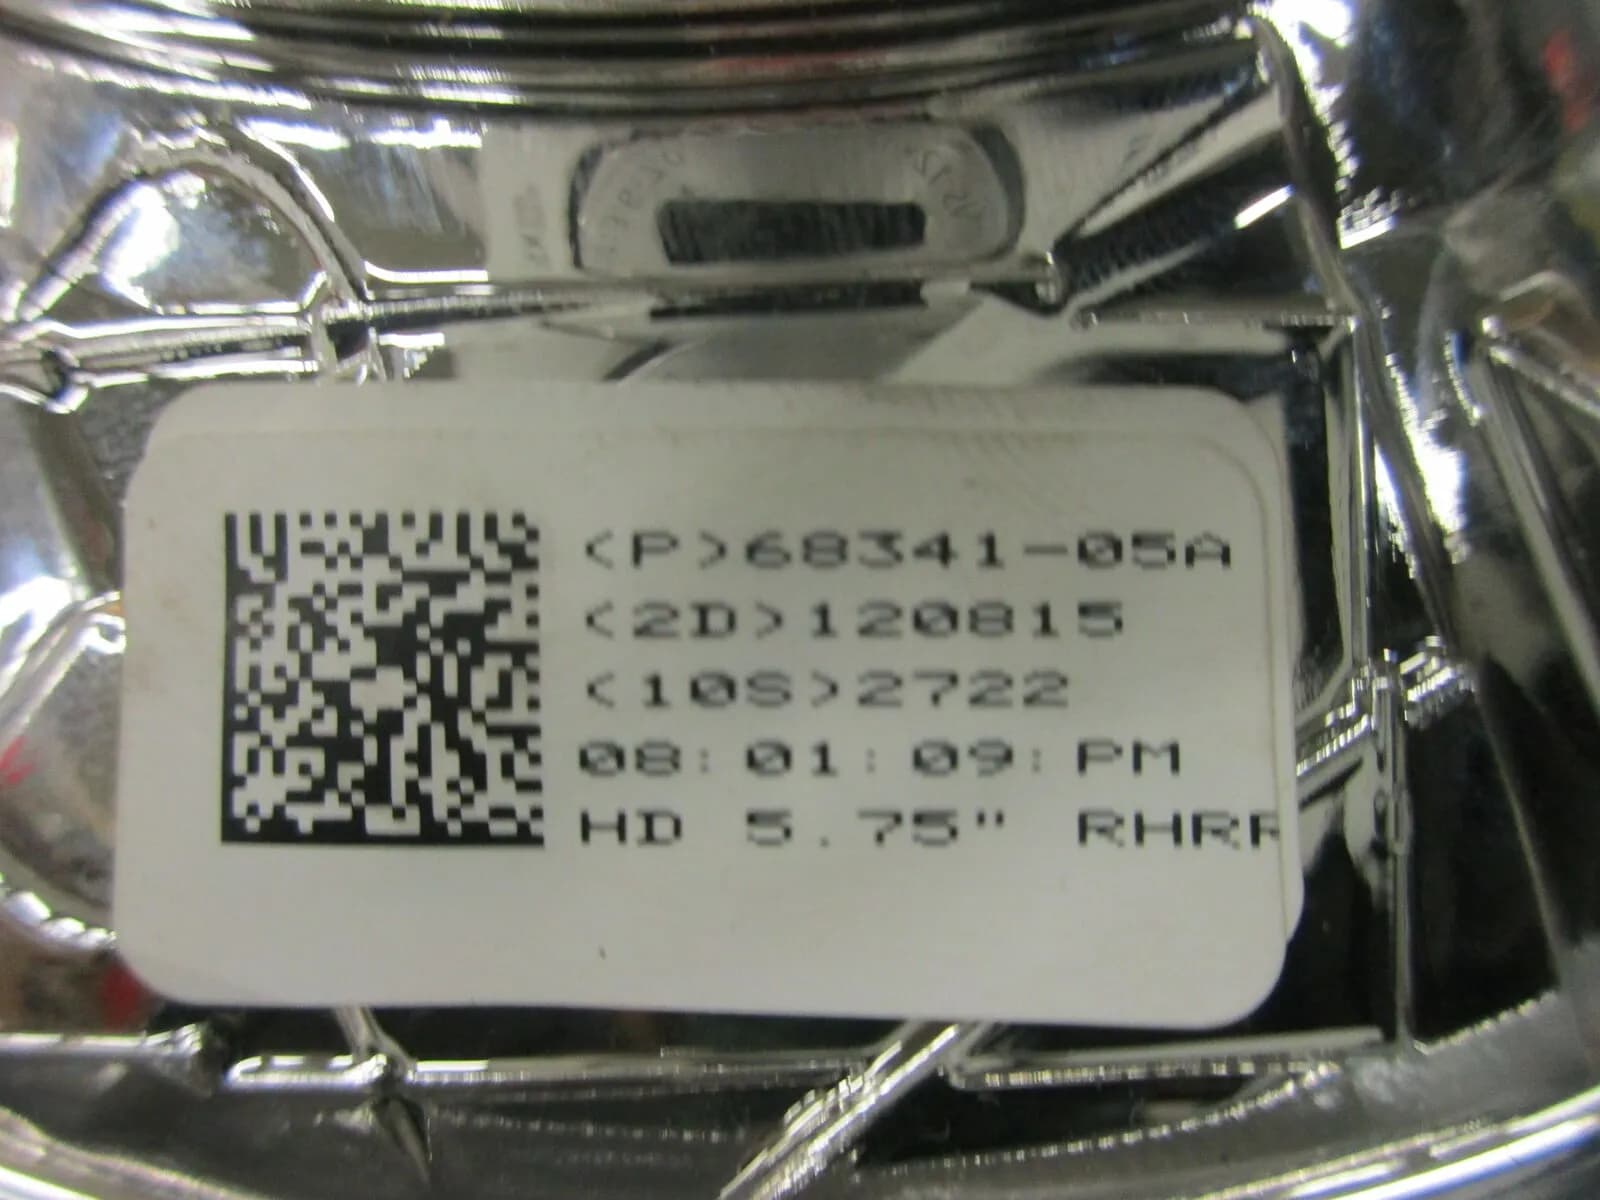 <P>68341-05A
<2D>120815
<10S>2722
08:01:09:PM
HD 5.75" RHRR